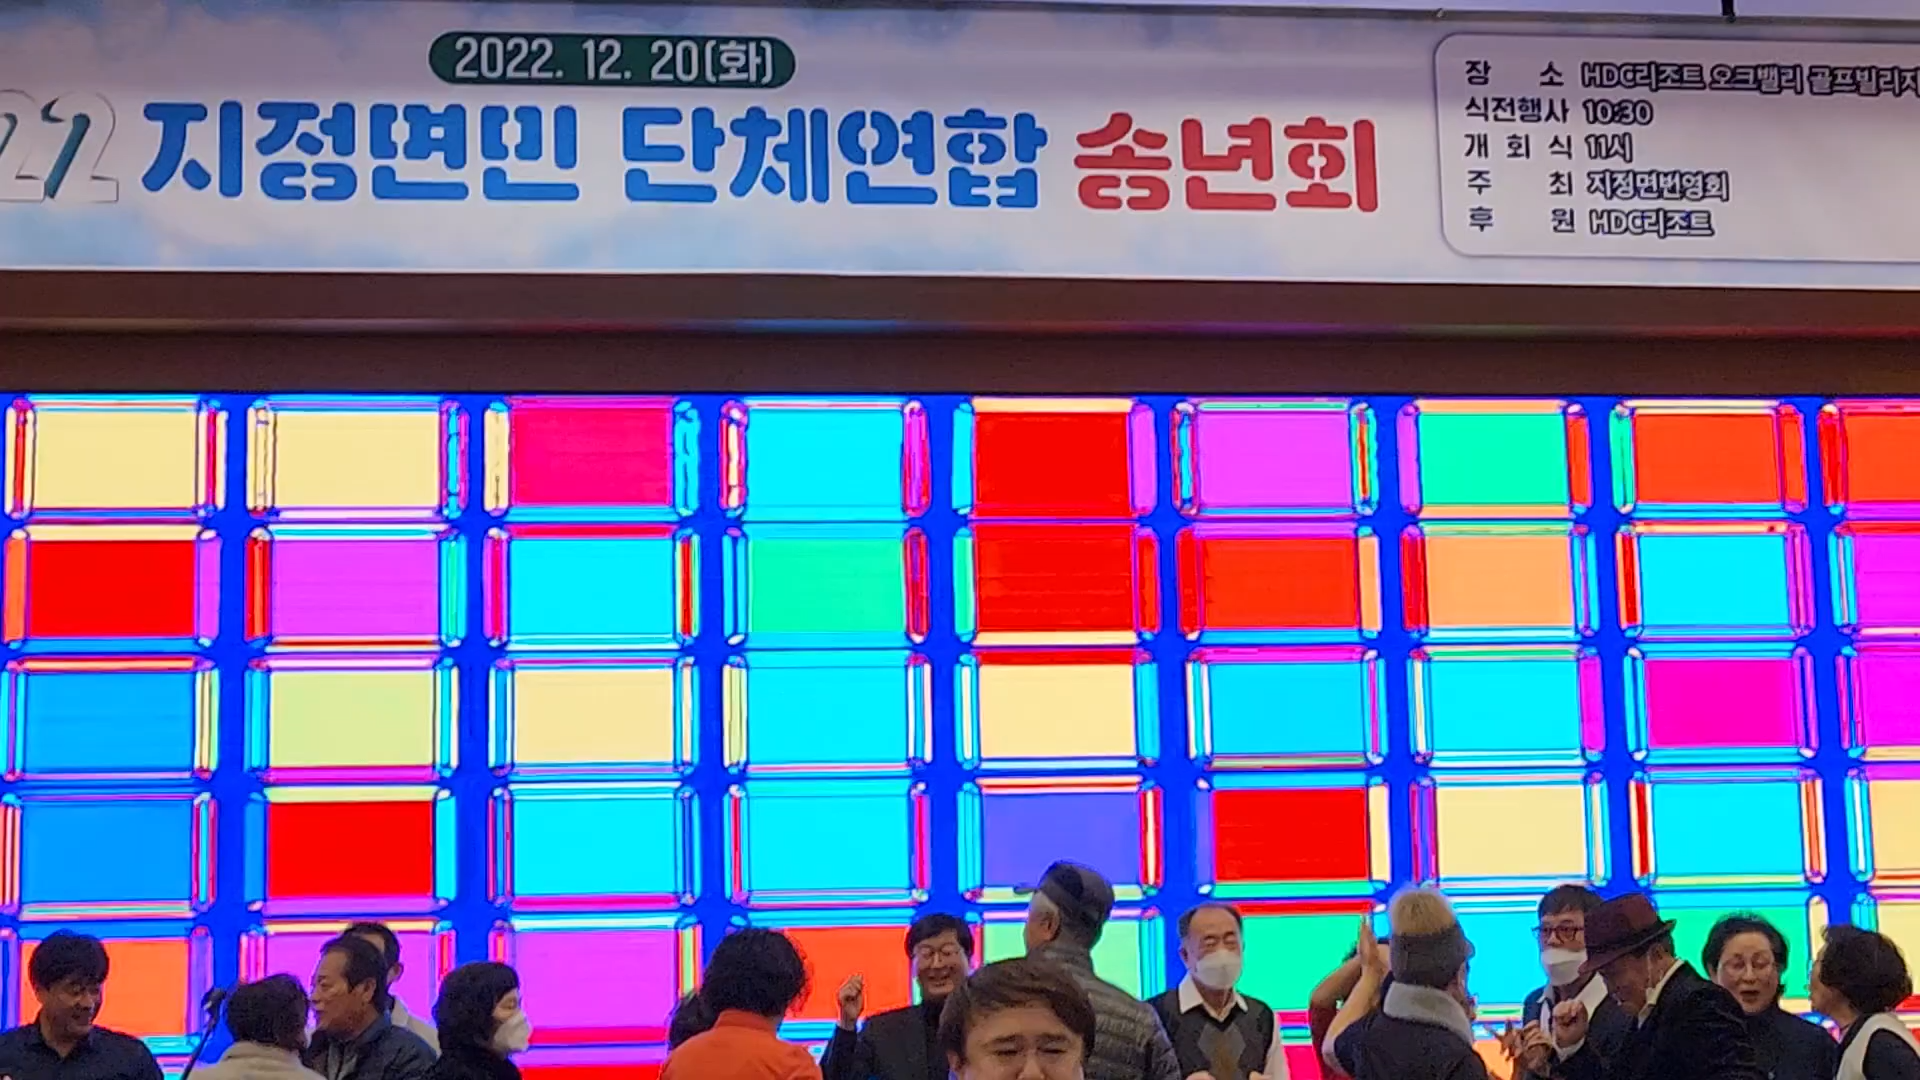 2022. 12. 20(화)
22 지정면민 단체연합 송년회
장 소 HDC리조트 오크밸리 골프빌리지
식전행사 10:30
개회식 11시
주 최 지정면번영회
후 원 HDC리조트